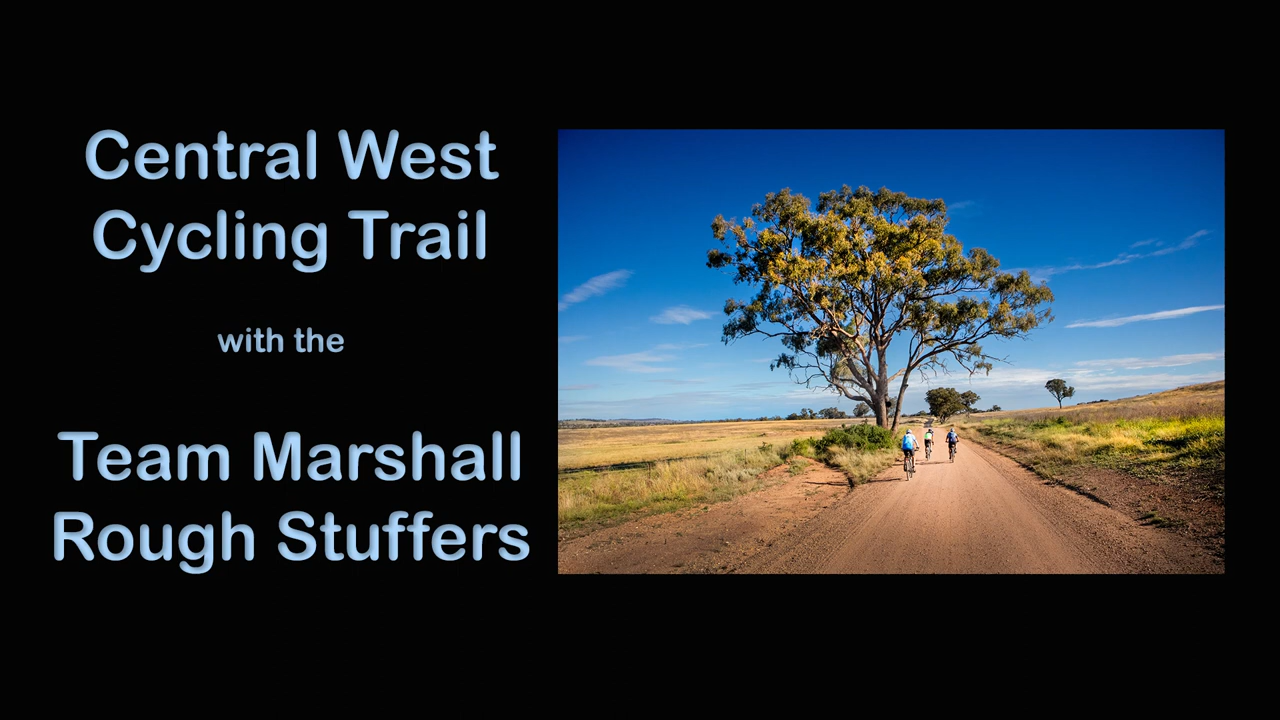 Central West
Cycling Trail
with the
Team Marshall
Rough Stuffers